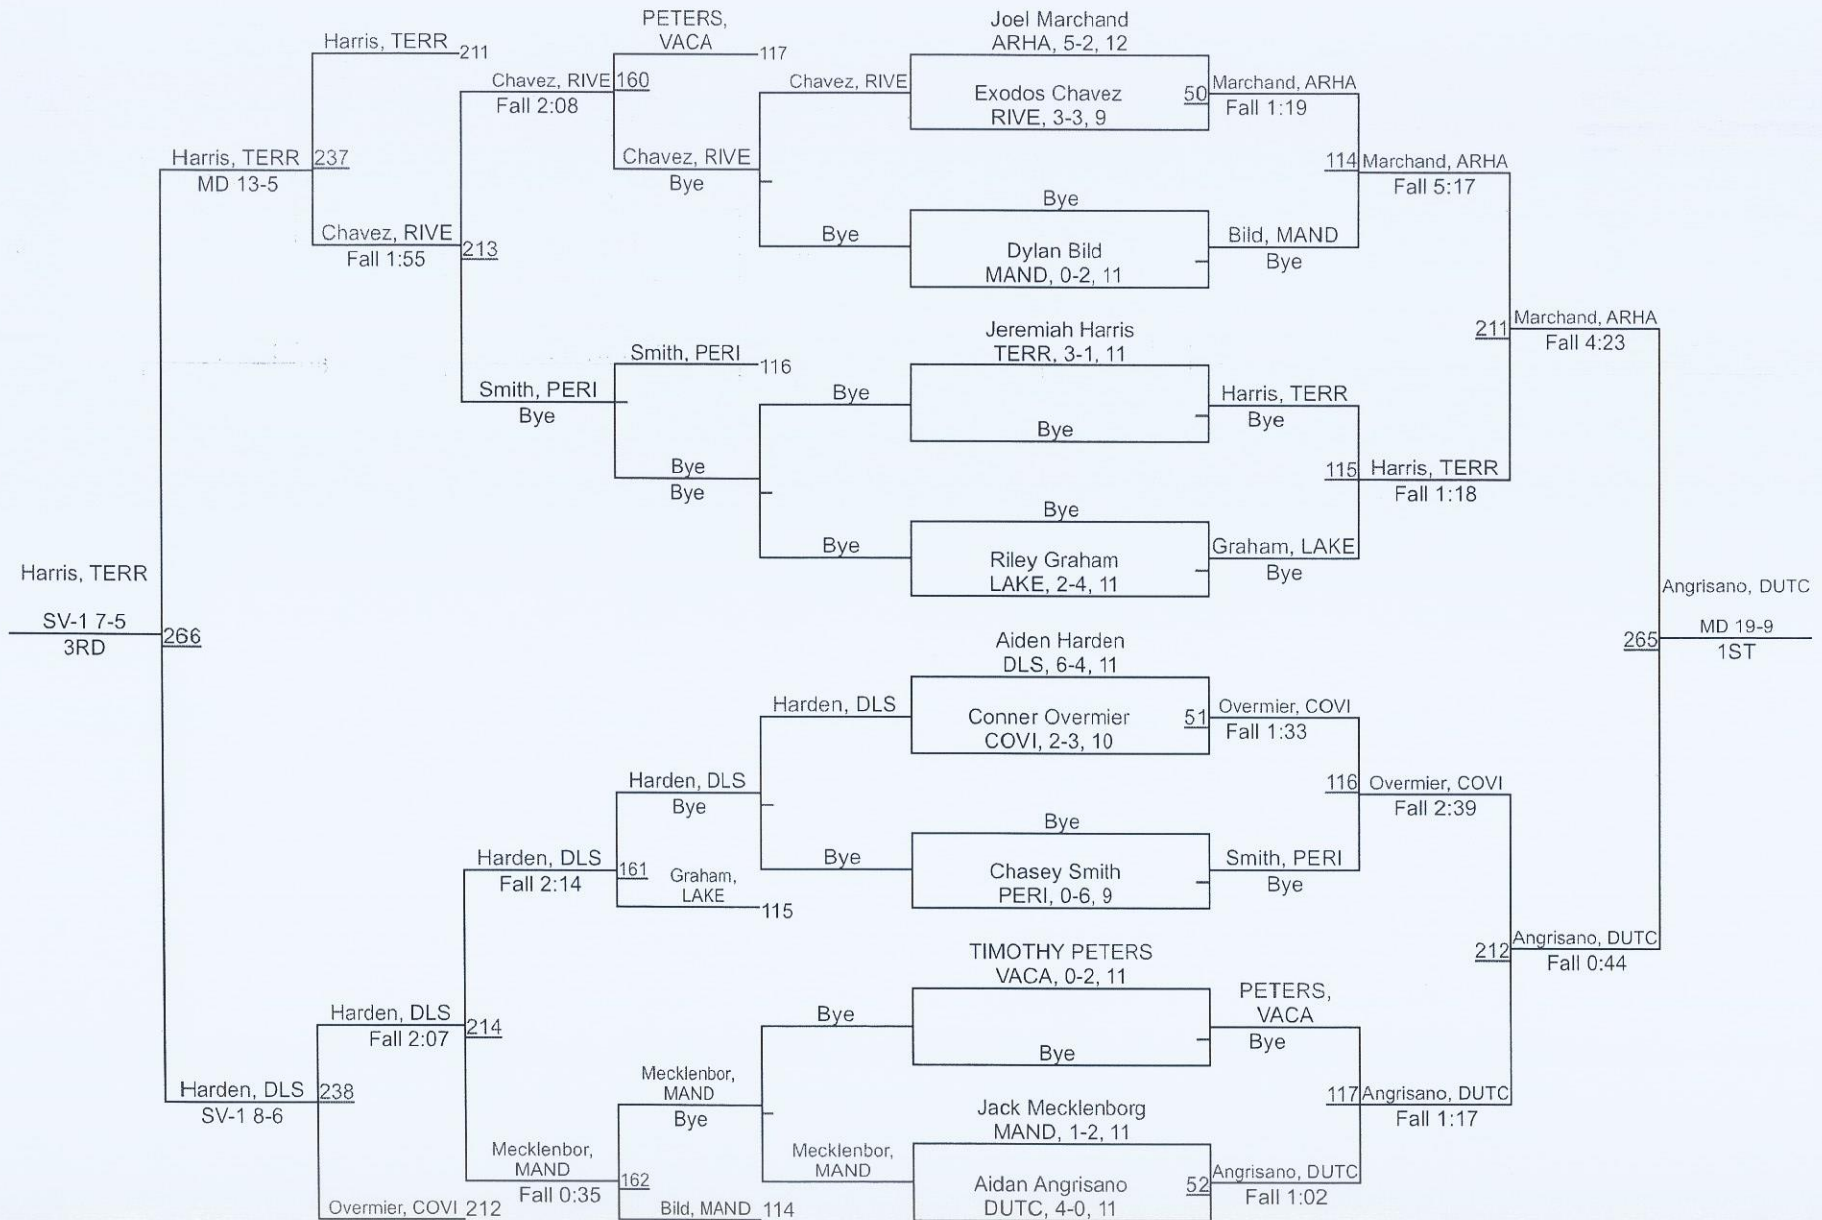 Harris, TERR
211
Harris, TERR
237
MD 13-5
Chavez, RIVE
Fall 1:55
213
Chavez, RIVE
160
Fall 2:08
PETERS,
VACA
117
Chavez, RIVE
Bye
Chavez, RIVE
Bye
Smith, PERI
Bye
Smith, PERI
116
Bye
Bye
Bye
Bye
Harris, TERR
SV-1 7-5
3RD
266
Harden, DLS
238
SV-1 8-6
Harden, DLS
Fall 2:07
214
Overmier, COVI 212
Harden, DLS
Fall 2:14
161
Harden, DLS
Bye
Graham,
LAKE
115
Harden, DLS
Bye
Mecklenbor,
MAND
Fall 0:35
162
Mecklenbor,
MAND
Bye
Bild, MAND 114
Bye
Mecklenbor,
MAND
Joel Marchand
ARHA, 5-2, 12
Exodos Chavez
RIVE, 3-3, 9
50
Bye
Dylan Bild
MAND, 0-2, 11
Jeremiah Harris
TERR, 3-1, 11
Bye
Bye
Riley Graham
LAKE, 2-4, 11
Aiden Harden
DLS, 6-4, 11
Conner Overmier
COVI, 2-3, 10
51
Bye
Chasey Smith
PERI, 0-6, 9
TIMOTHY PETERS
VACA, 0-2, 11
Bye
Jack Mecklenborg
MAND, 1-2, 11
Aidan Angrisano
DUTC, 4-0, 11
52
Marchand, ARHA
Fall 1:19
Bild, MAND
Bye
114
Marchand, ARHA
Fall 5:17
Harris, TERR
Bye
Graham, LAKE
Bye
115
Harris, TERR
Fall 1:18
211
Marchand, ARHA
Fall 4:23
Overmier, COVI
Fall 1:33
Smith, PERI
Bye
116
Overmier, COVI
Fall 2:39
PETERS,
VACA
Bye
Angrisano, DUTC
Fall 1:02
117
Angrisano, DUTC
Fall 1:17
212
Angrisano, DUTC
Fall 0:44
265
Angrisano, DUTC
MD 19-9
1ST